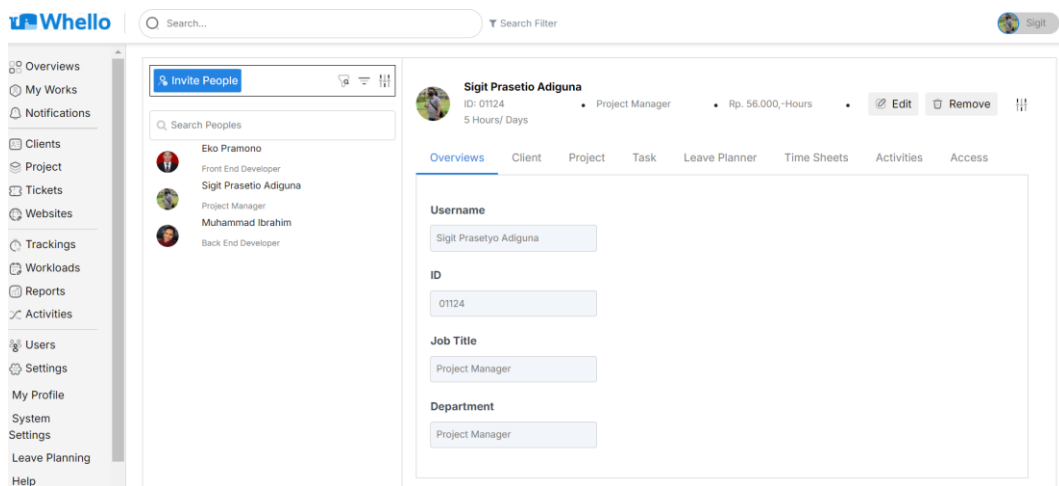 Whello
Search...
Search Filter
Sigit
Overviews
My Works
Notifications
Clients
Project
Tickets
Websites
Trackings
Workloads
Reports
Activities
Users
Settings
My Profile
System
Settings
Leave Planning
Help
Invite People
Search Peoples
Eko Pramono
Front End Developer
Sigit Prasetio Adiguna
Project Manager
Muhammad Ibrahim
Back End Developer
Sigit Prasetio Adiguna
ID: 01124 • Project Manager • Rp. 56.000,-Hours •
5 Hours/ Days
Edit
Remove
Overviews Client Project Task Leave Planner Time Sheets Activities Access
Username
Sigit Prasetyo Adiguna
ID
01124
Job Title
Project Manager
Department
Project Manager